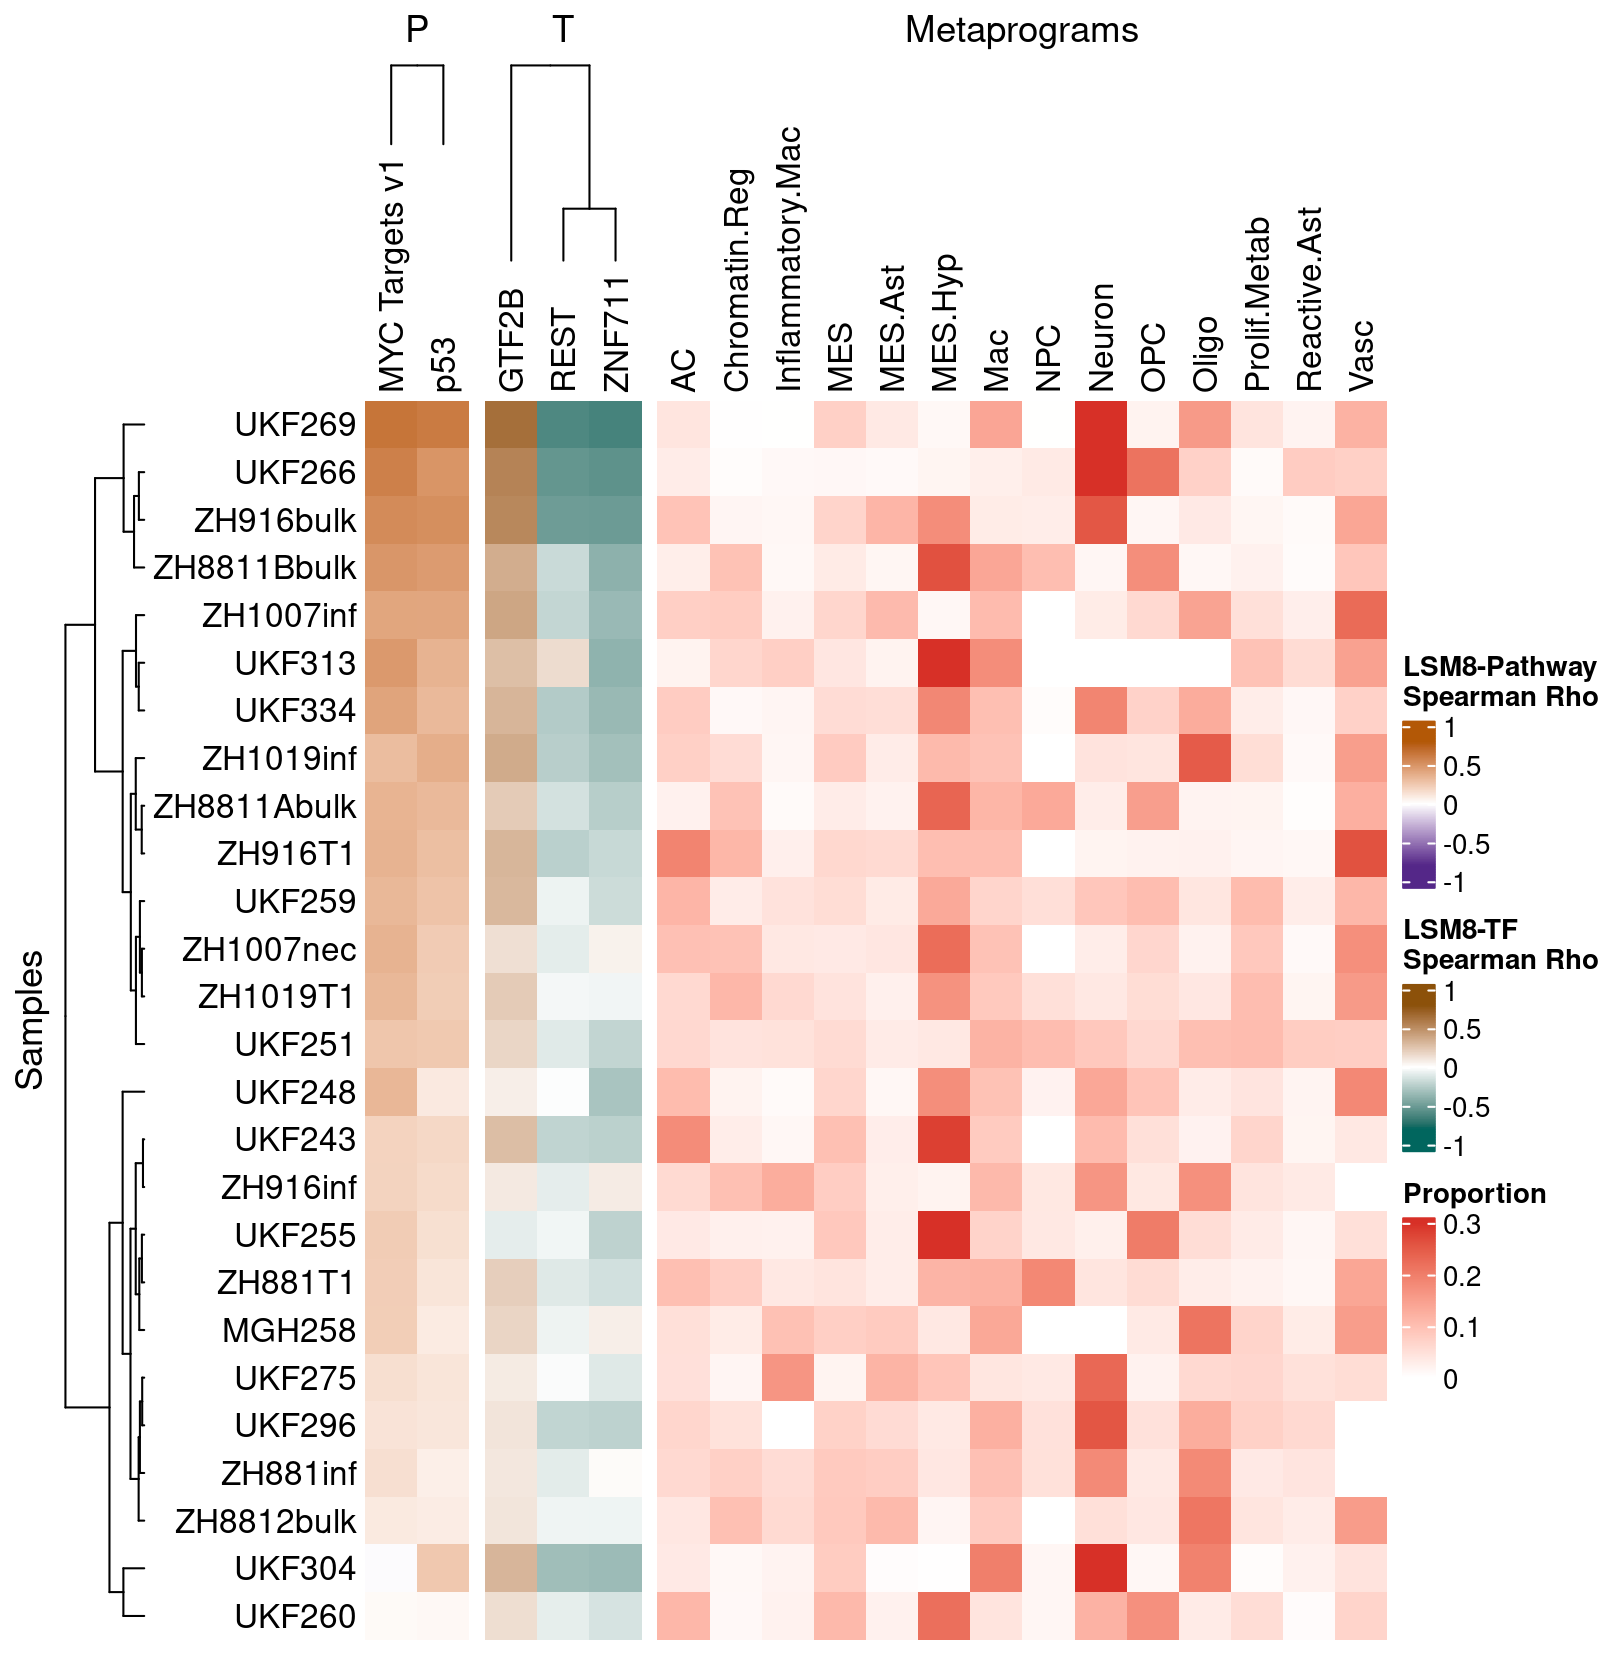 P
T
Metaprograms
MYC Targets v1
p53
GTF2B
REST
ZNF711
AC
Chromatin.Reg
Inflammatory.Mac
MES
MES.Ast
MES.Hyp
Mac
NPC
Neuron
OPC
Oligo
Prolif.Metab
Reactive.Ast
Vasc
Samples
UKF269
UKF266
ZH916bulk
ZH8811Bbulk
ZH1007inf
UKF313
UKF334
ZH1019inf
ZH8811Abulk
ZH916T1
UKF259
ZH1007nec
ZH1019T1
UKF251
UKF248
UKF243
ZH916inf
UKF255
ZH881T1
MGH258
UKF275
UKF296
ZH881inf
ZH8812bulk
UKF304
UKF260
LSM8-Pathway
Spearman Rho
1
0.5
0
-0.5
-1
LSM8-TF
Spearman Rho
1
0.5
0
-0.5
-1
Proportion
0.3
0.2
0.1
0